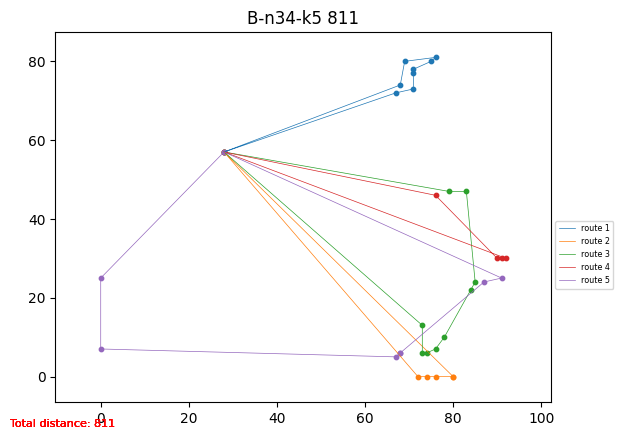 B-n34-k5 811
80
60
40
20
0
0 20 40 60 80 100
route 1
route 2
route 3
route 4
route 5
Total distance: 811